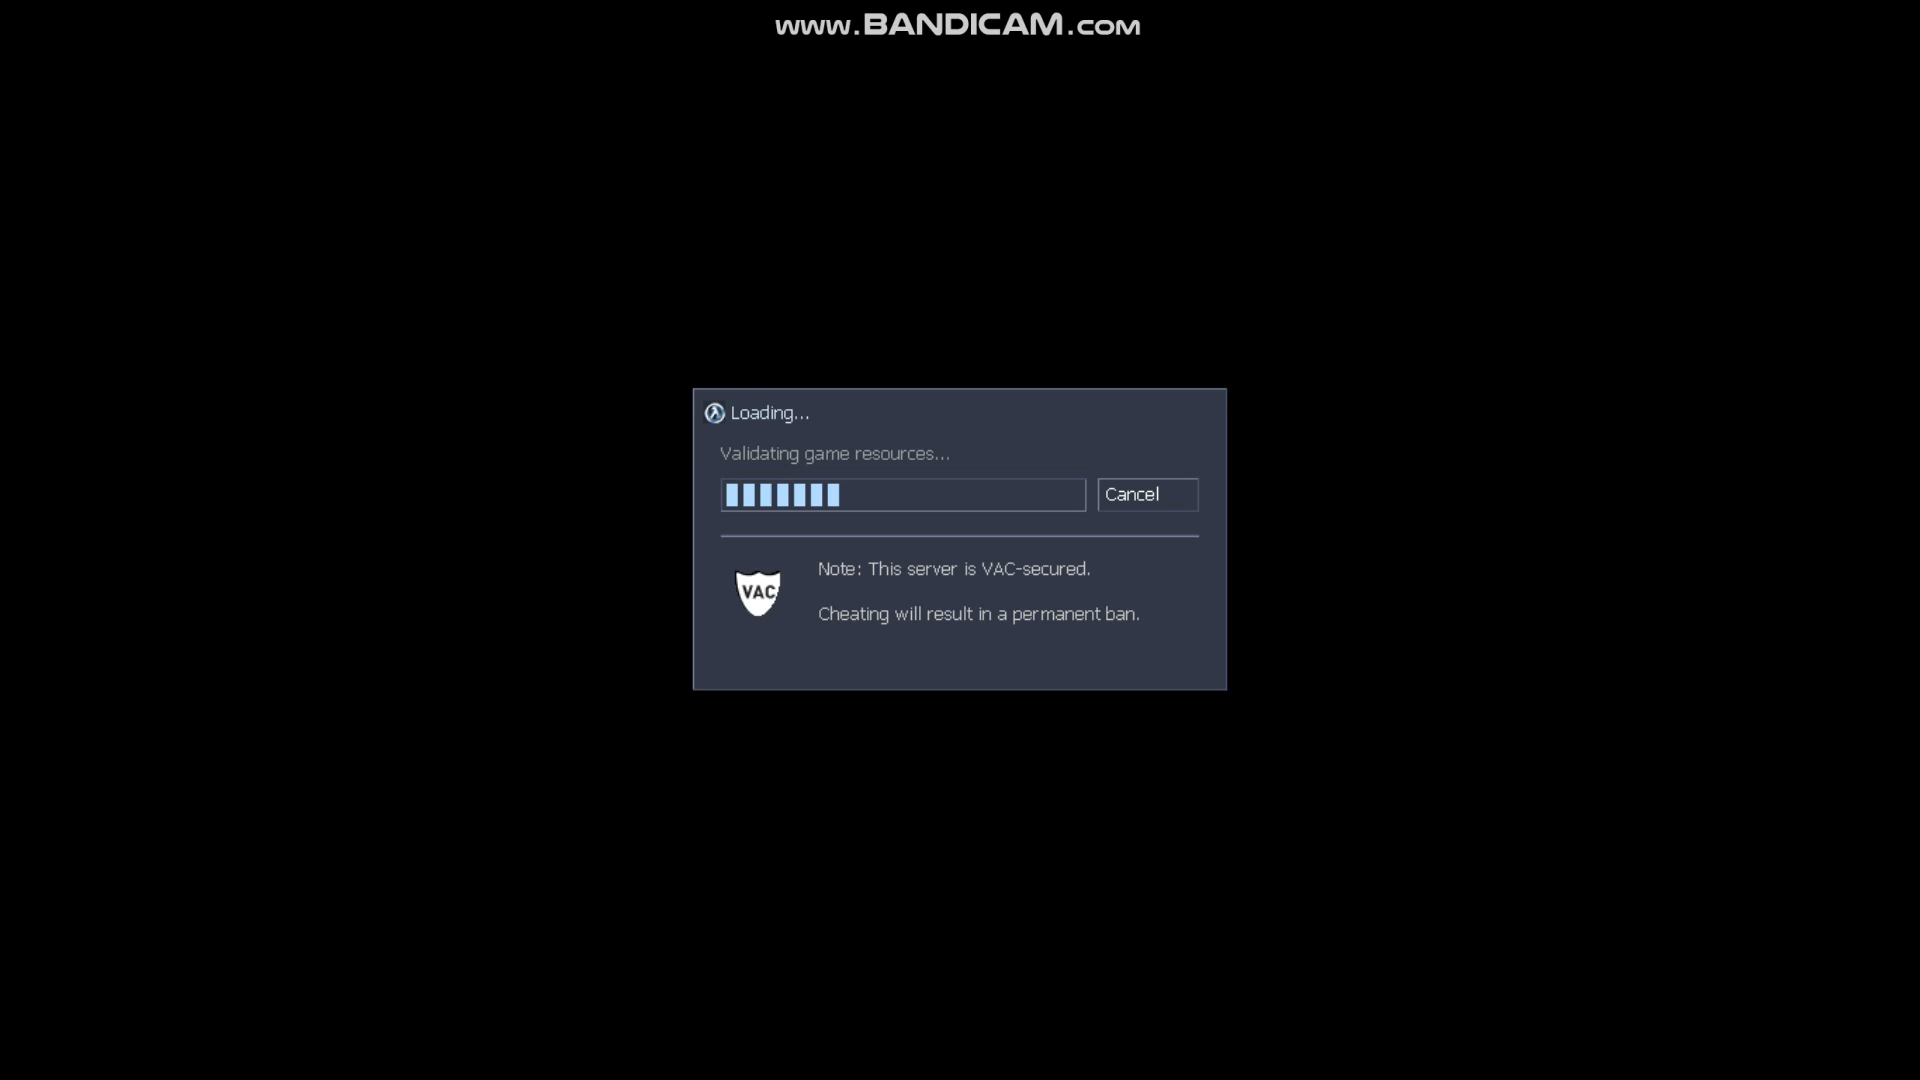 www.BANDICAM.COM
Loading...
Validating game resources...
Cancel
Note: This server is VAC-secured.
VAC
Cheating will result in a permanent ban.